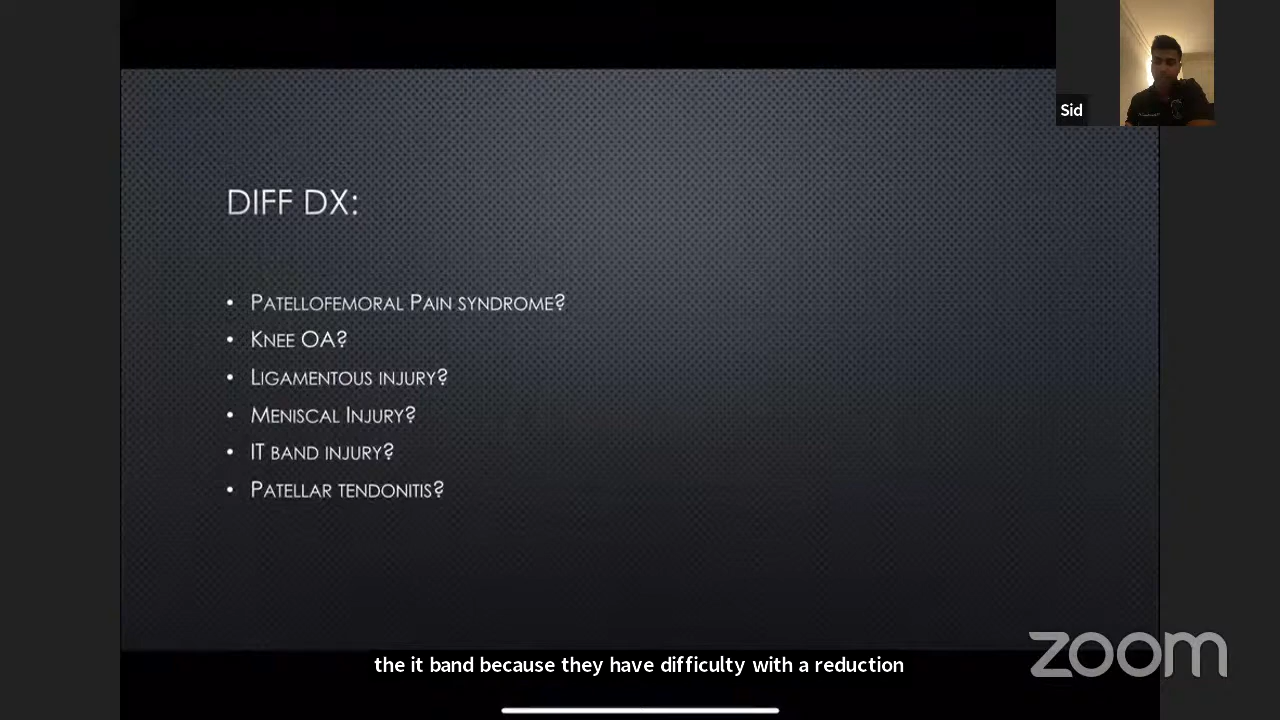 Sid
DIFF DX:
• PATELLOFEMORAL PAIN SYNDROME?
• KNEE OA?
• LIGAMENTOUS INJURY?
• MENISCAL INJURY?
• IT BAND INJURY?
• PATELLAR TENDONITIS?
the it band because they have difficulty with a reduction
zoom